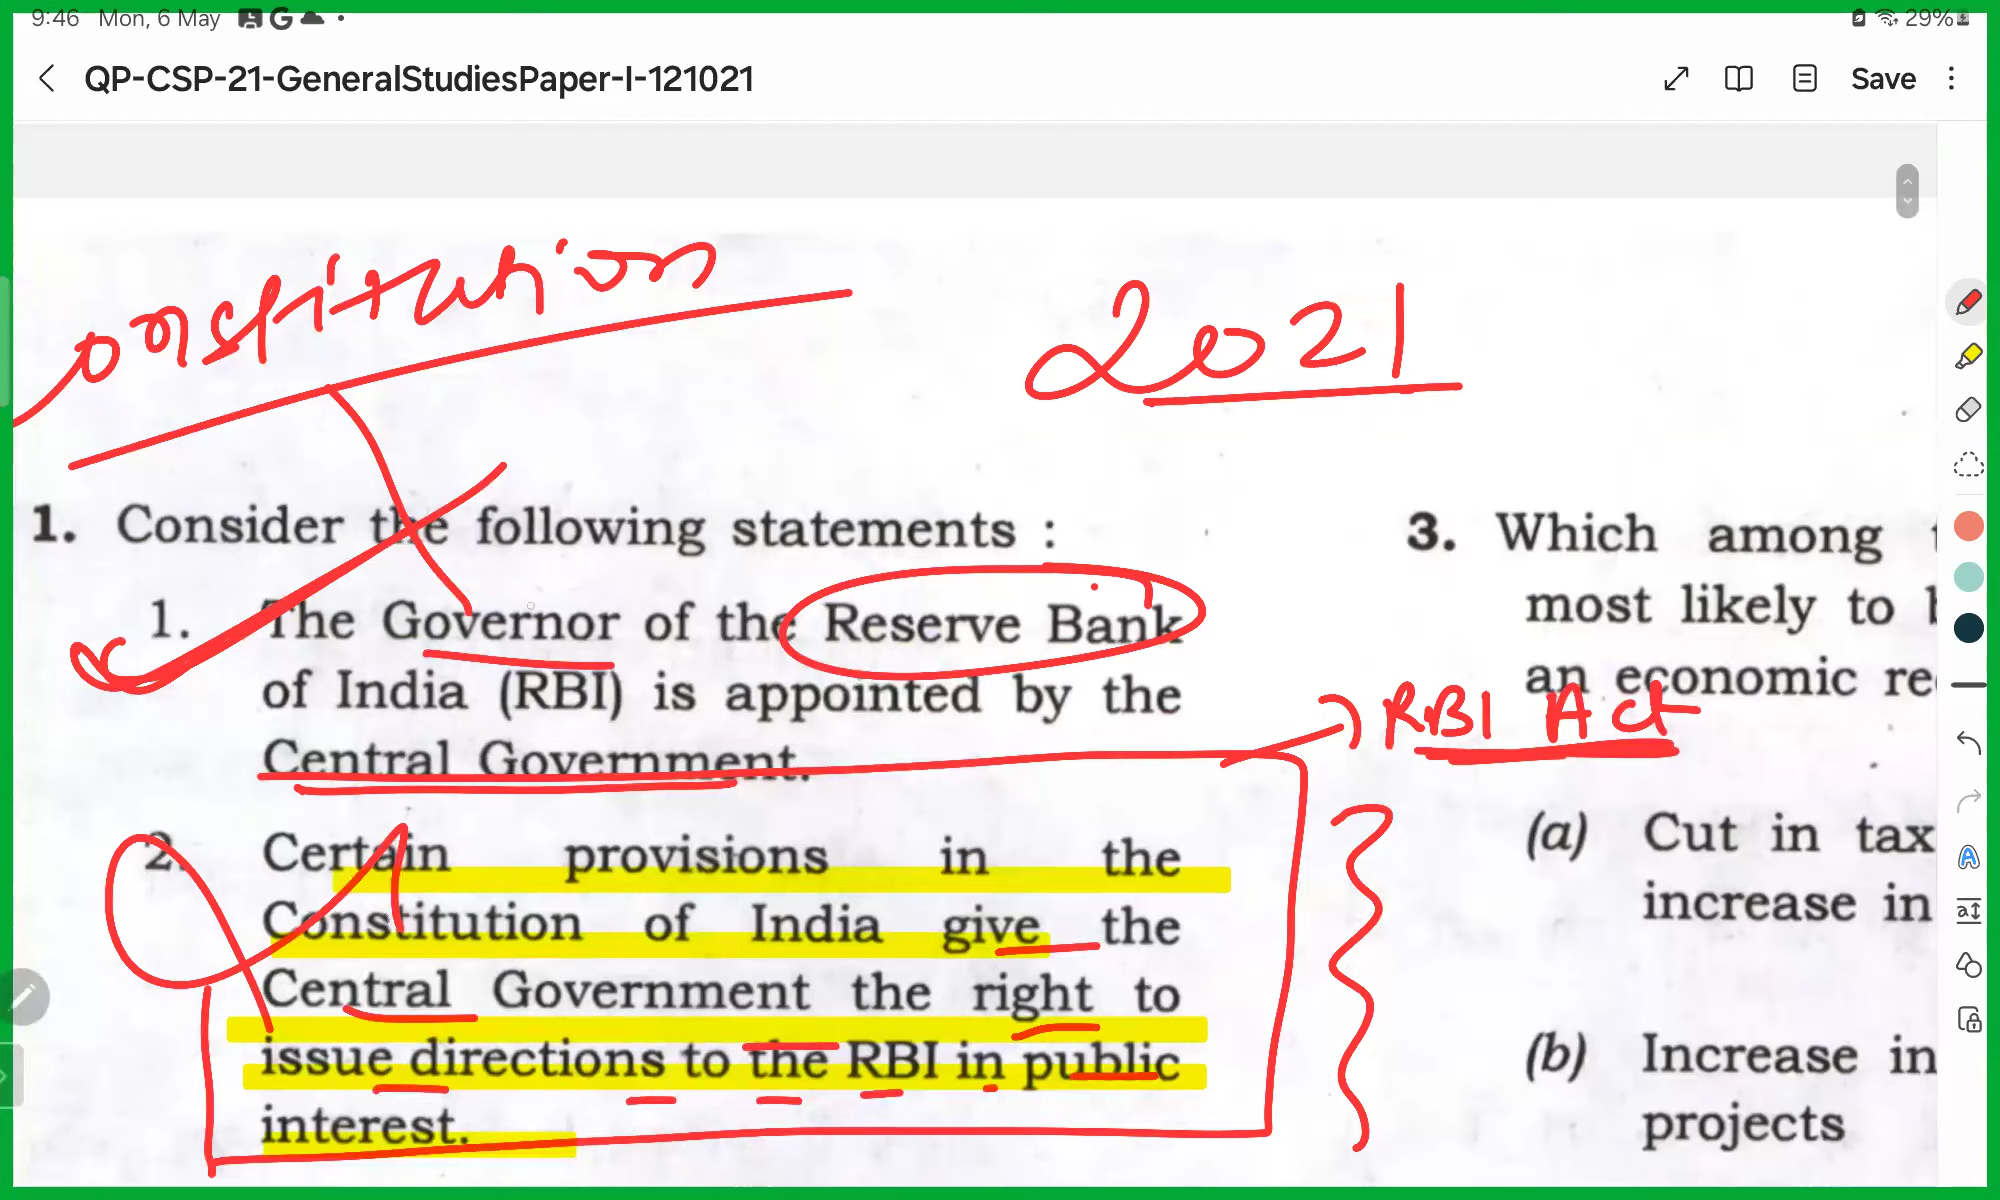 9:46 Mon, 6 May
29%
QP-CSP-21-GeneralStudiesPaper-I-121021
Save
onstitution
2021
1. Consider the following statements :
1. The Governor of the Reserve Bank
of India (RBI) is appointed by the
Central Government.
2. Certain provisions in the
Constitution of India give the
Central Government the right to
issue directions to the RBI in public
interest.
RBI Act
3. Which among
most likely to
an economic re
(a) Cut in tax
increase in
(b) Increase in
projects